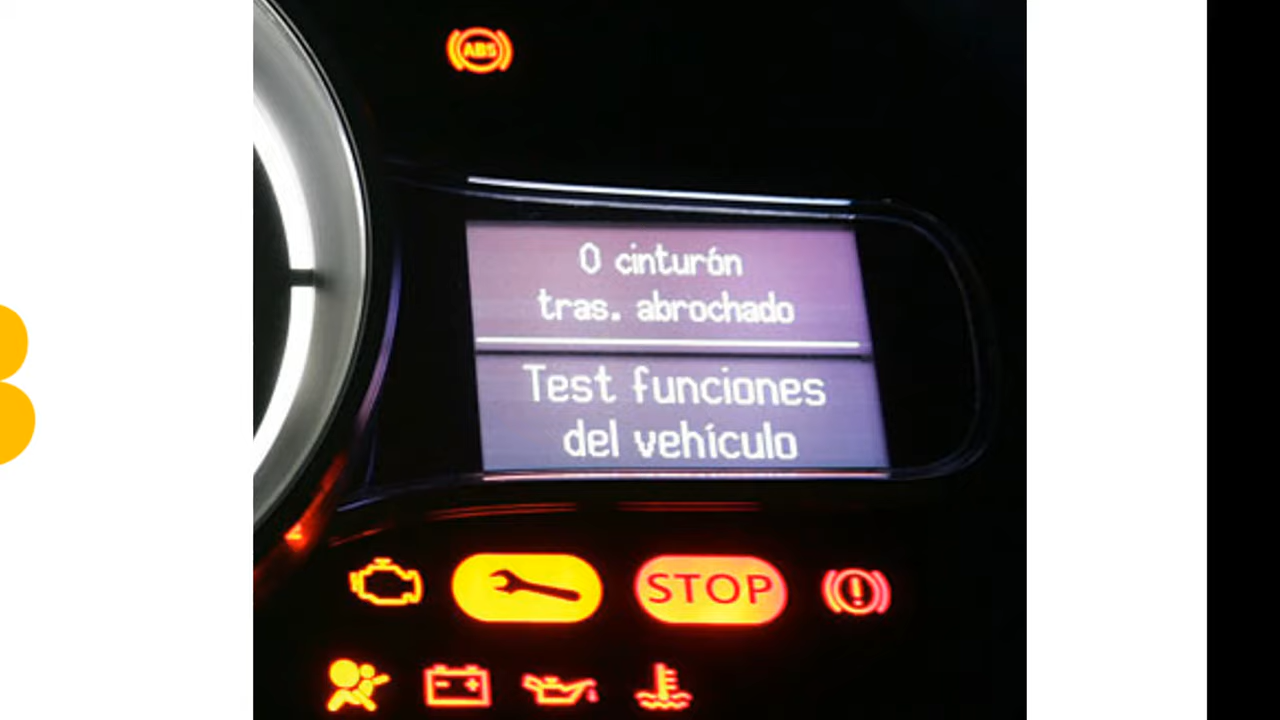 ABS
0 cinturón
tras. abrochado
Test funciones
del vehículo
STOP